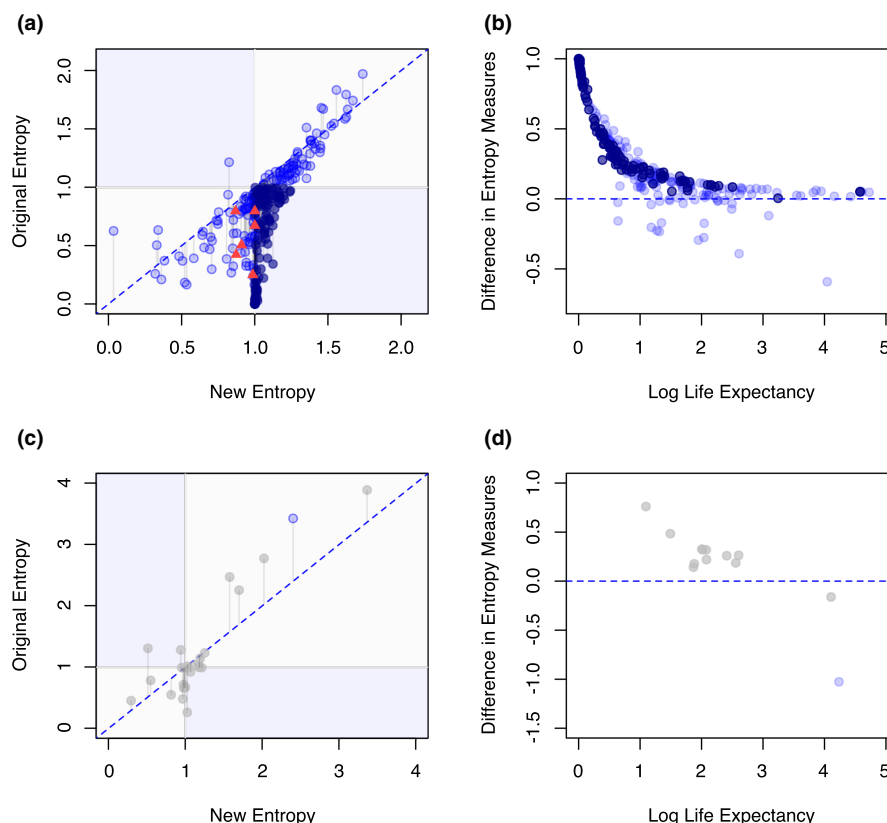 (a)
Original Entropy
2.0
1.5
1.0
0.5
0.0
0.0 0.5 1.0 1.5 2.0
New Entropy
(b)
Difference in Entropy Measures
1.0
0.5
0.0
-0.5
0 1 2 3 4 5
Log Life Expectancy
(c)
Original Entropy
4
3
2
1
0
0 1 2 3 4
New Entropy
(d)
Difference in Entropy Measures
1.0
0.5
0.0
-0.5
-1.0
-1.5
0 1 2 3 4 5
Log Life Expectancy